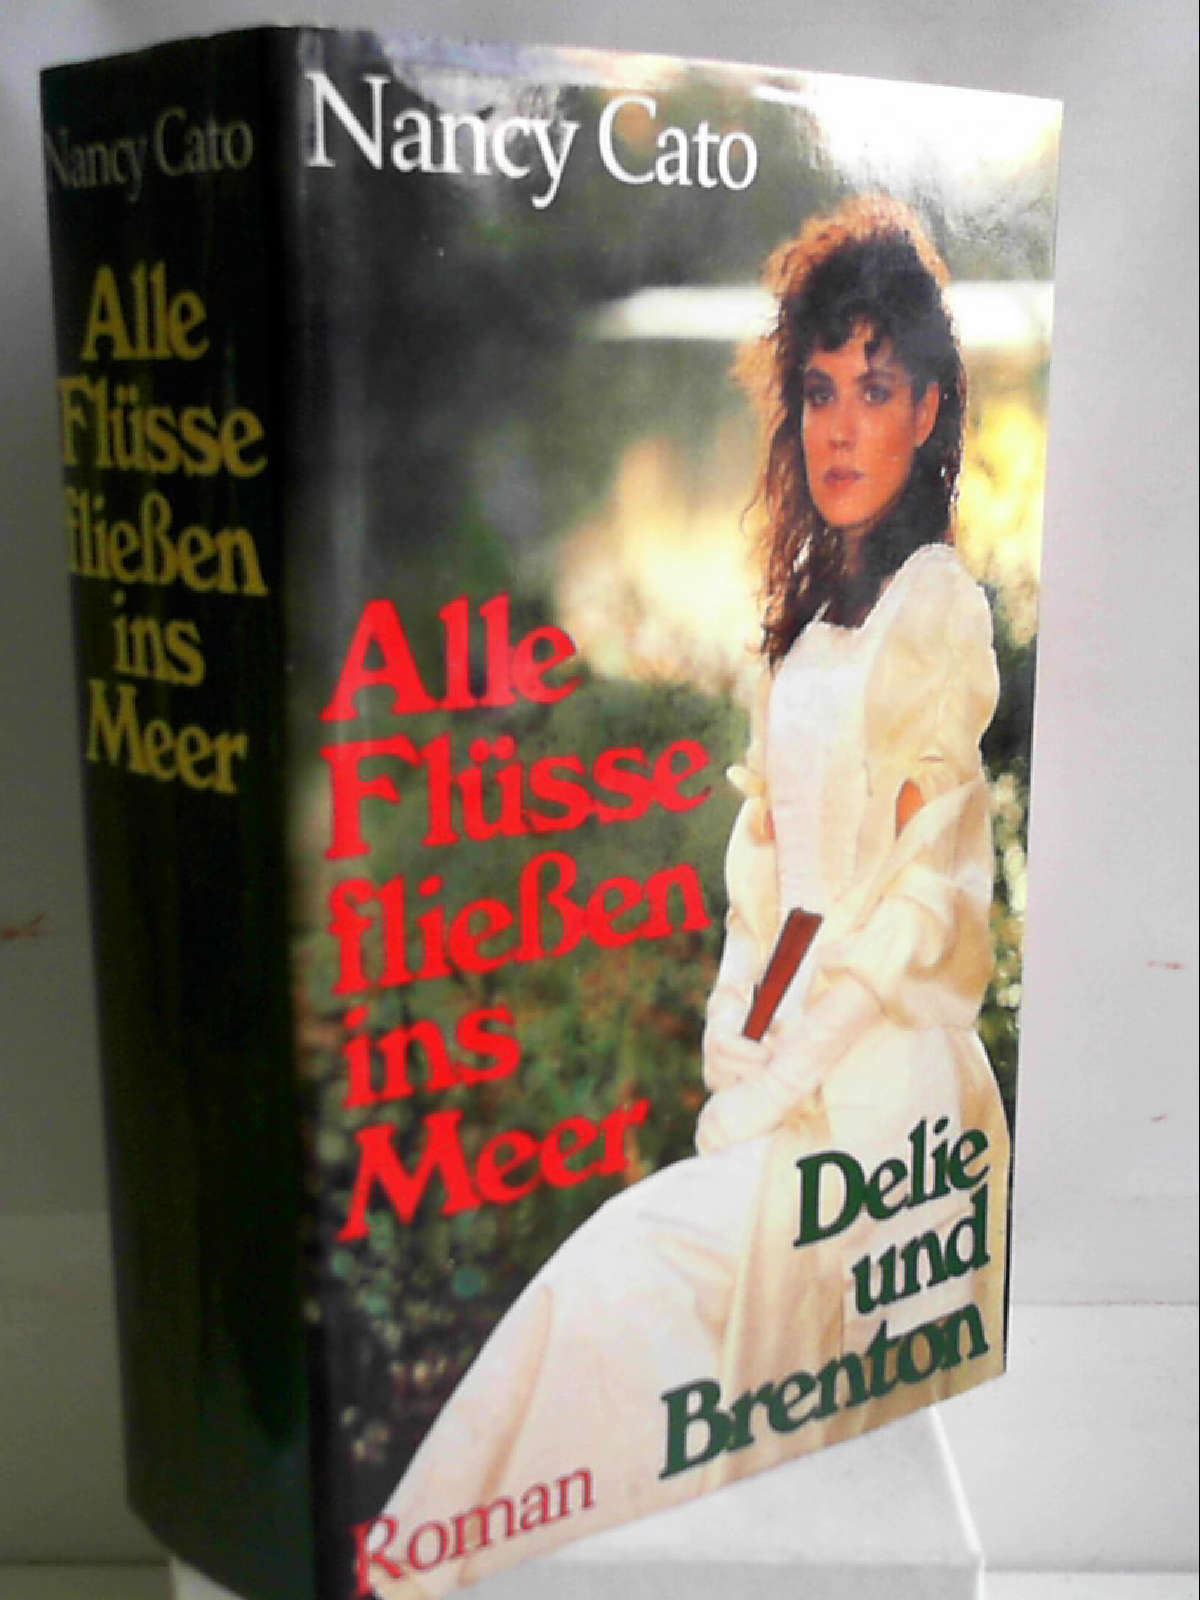 Nancy Cato
Alle
Flüsse
fließen
ins
Meer
Nancy Cato
Alle
Flüsse
fließen
ins
Meer
Delie
und
Brenton
Roman